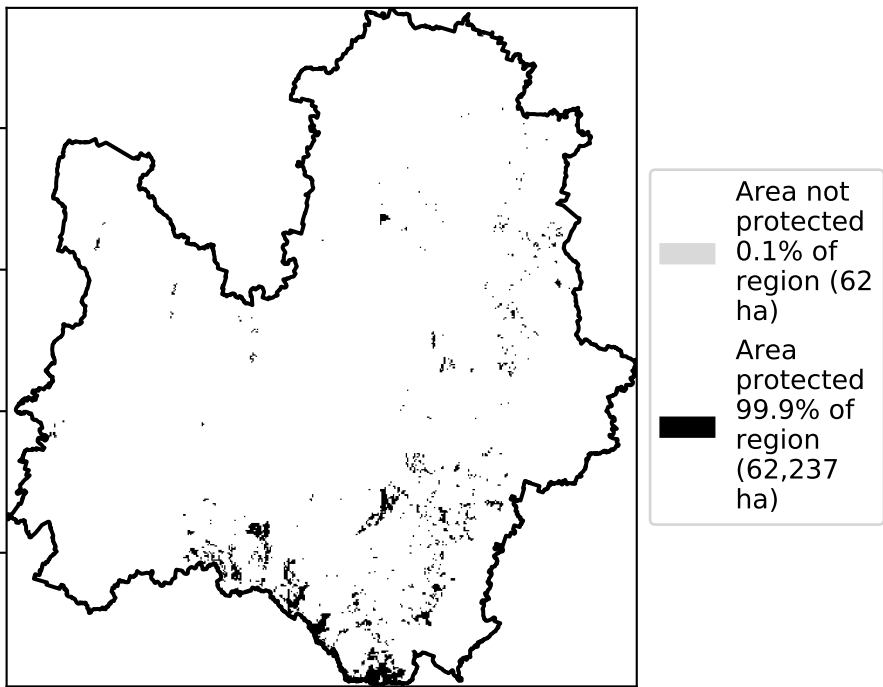 Area not
protected
0.1% of
region (62
ha)
Area
protected
99.9% of
region
(62,237
ha)